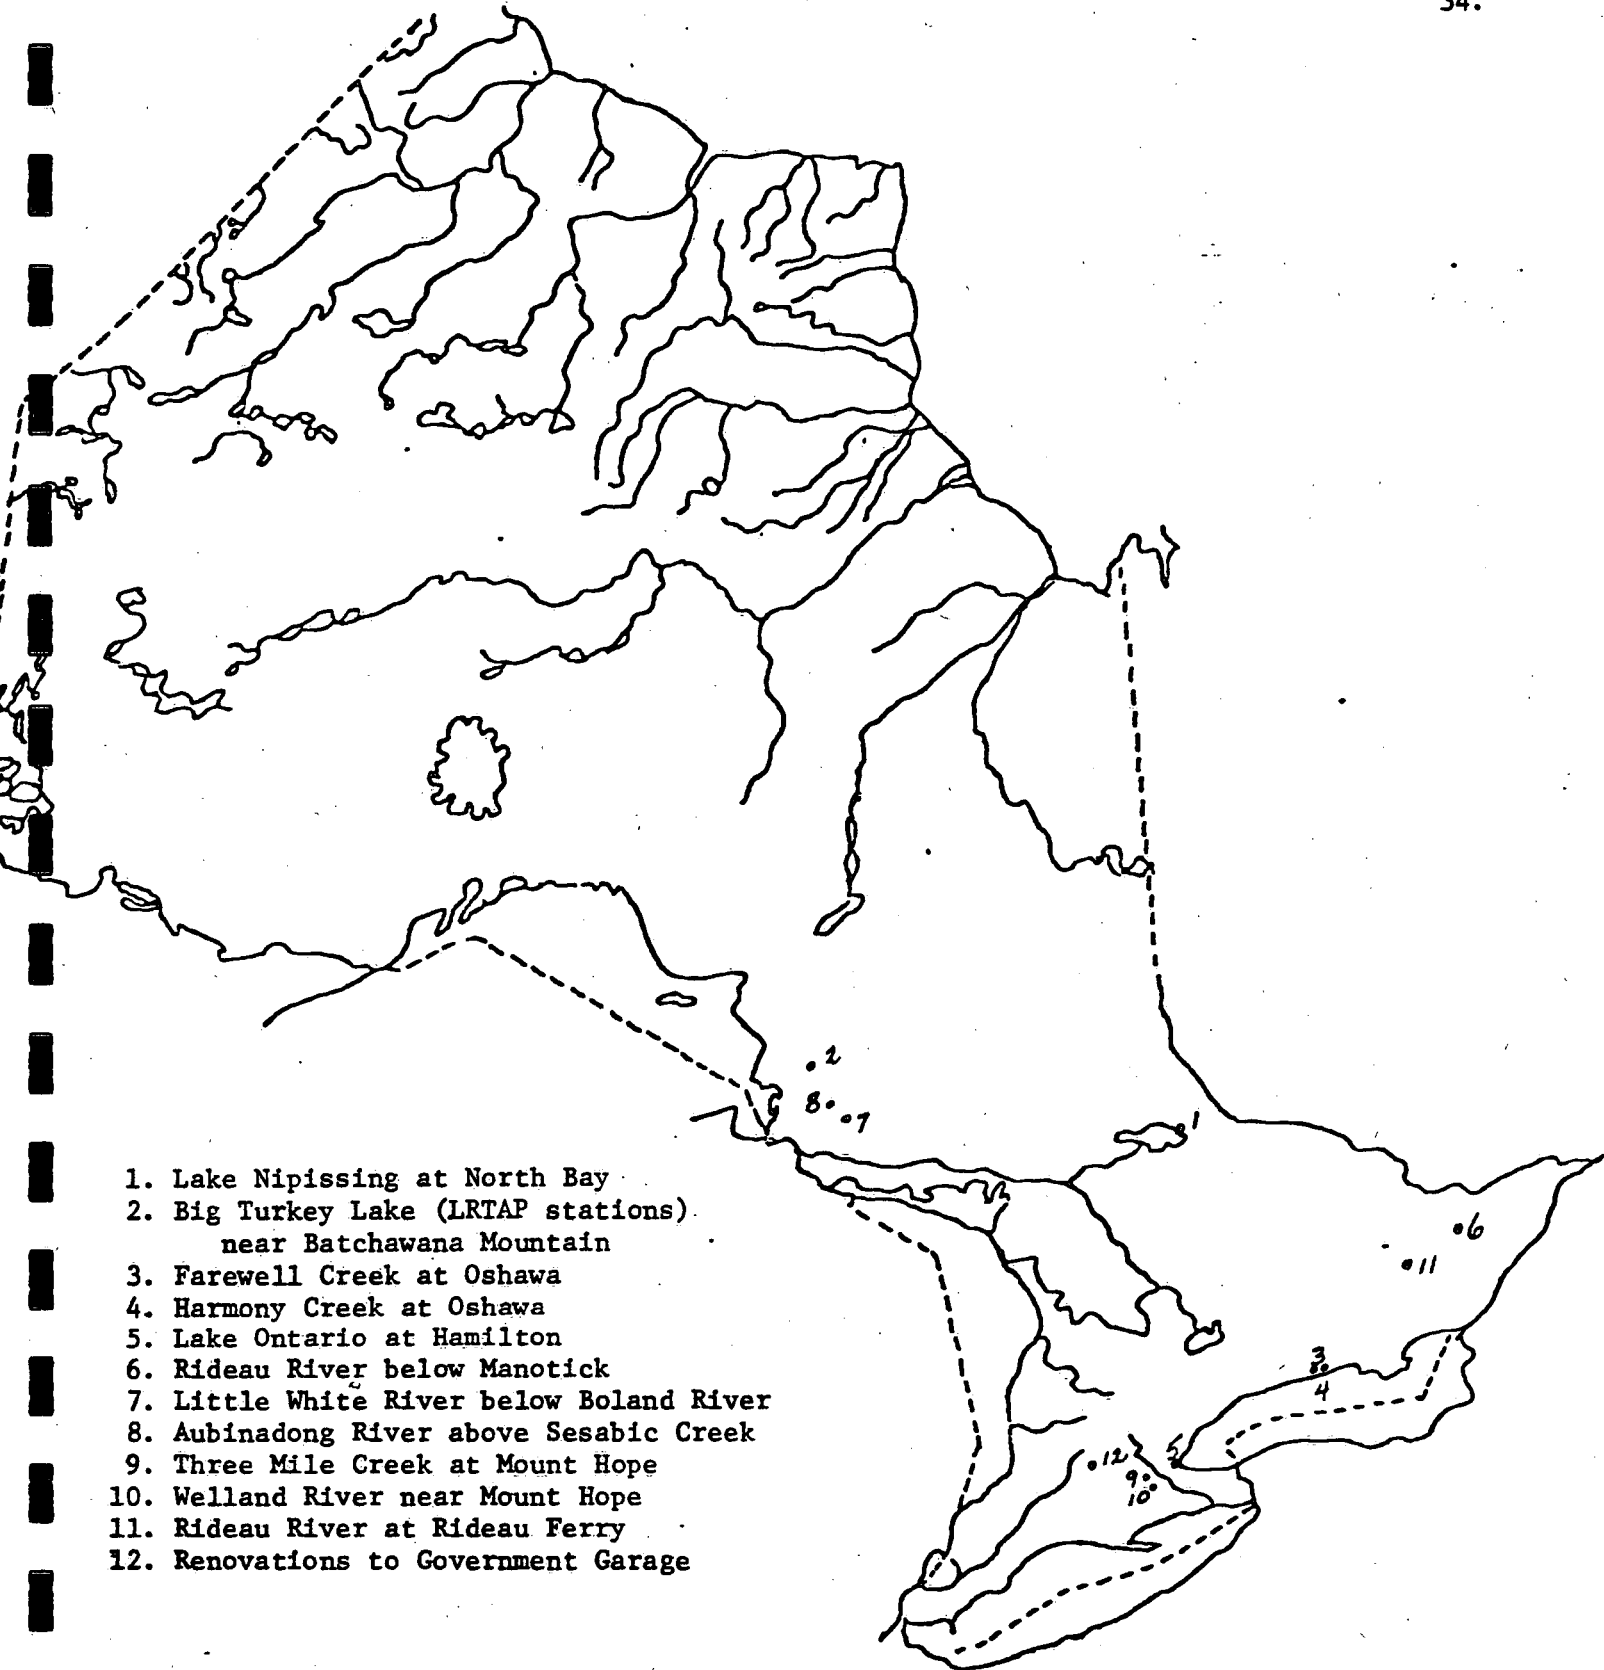 34.
2
8
7
1
6
11
3
4
12
5
9
10
1. Lake Nipissing at North Bay
2. Big Turkey Lake (LRTAP stations)
near Batchawana Mountain
3. Farewell Creek at Oshawa
4. Harmony Creek at Oshawa
5. Lake Ontario at Hamilton
6. Rideau River below Manotick
7. Little White River below Boland River
8. Aubinadong River above Sesabic Creek
9. Three Mile Creek at Mount Hope
10. Welland River near Mount Hope
11. Rideau River at Rideau Ferry
12. Renovations to Government Garage